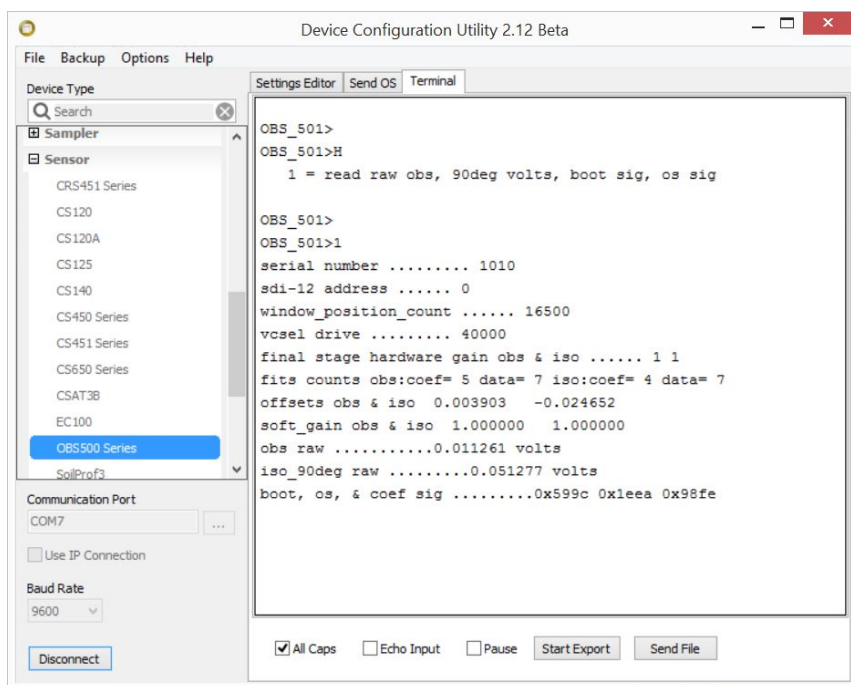 Device Configuration Utility 2.12 Beta
File Backup Options Help
Device Type
Search
Sampler
Sensor
CRS451 Series
CS120
CS120A
CS125
CS140
CS450 Series
CS451 Series
CS650 Series
CSAT3B
EC100
OBS500 Series
SoilProf3
Communication Port
COM7
...
Use IP Connection
Baud Rate
9600
Disconnect
Settings Editor Send OS Terminal
OBS_501>
OBS_501>H
1 = read raw obs, 90deg volts, boot sig, os sig
OBS_501>
OBS_501>1
serial number ......... 1010
sdi-12 address ...... 0
window_position_count ...... 16500
vcsel drive ......... 40000
final stage hardware gain obs & iso ...... 1 1
fits counts obs:coef= 5 data= 7 iso:coef= 4 data= 7
offsets obs & iso 0.003903 -0.024652
soft_gain obs & iso 1.000000 1.000000
obs raw ...........0.011261 volts
iso_90deg raw .........0.051277 volts
boot, os, & coef sig .........0x599c 0x1eea 0x98fe
All Caps Echo Input Pause Start Export Send File